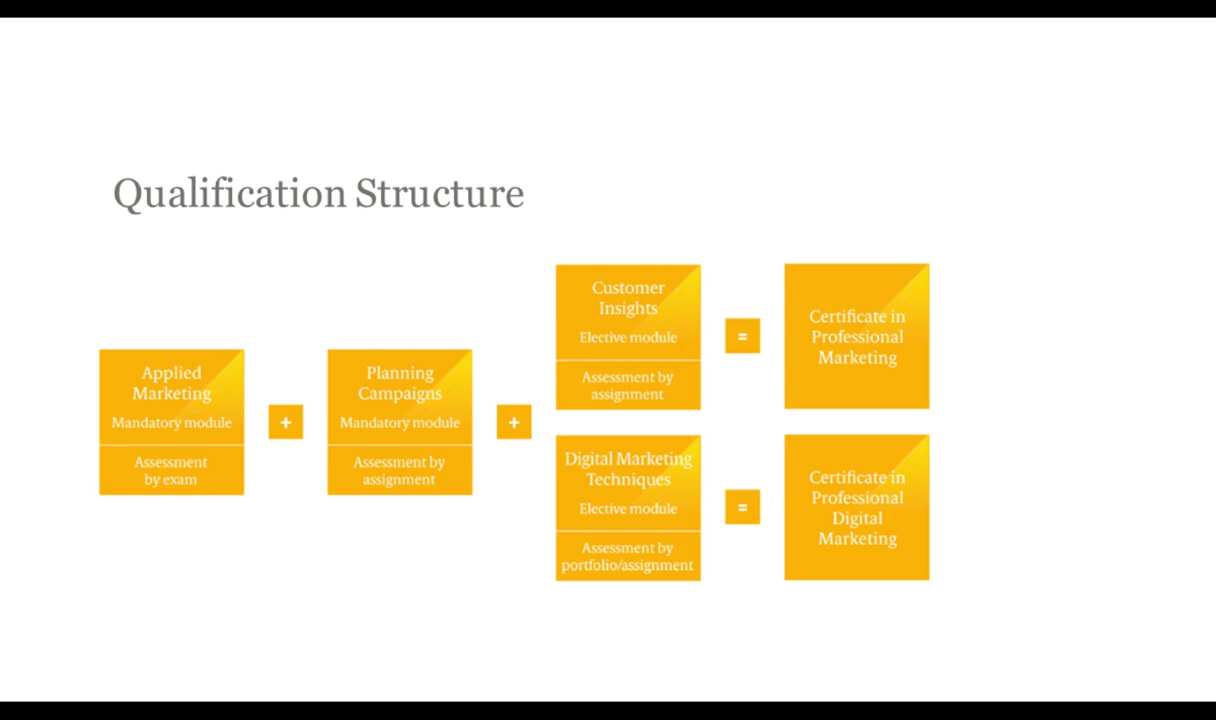 Qualification Structure
Applied
Marketing
Mandatory module
Assessment
by exam
+
Planning
Campaigns
Mandatory module
Assessment by
assignment
+
Customer
Insights
Elective module
Assessment by
assignment
=
Certificate in
Professional
Marketing
Digital Marketing
Techniques
Elective module
Assessment by
portfolio/assignment
=
Certificate in
Professional
Digital
Marketing